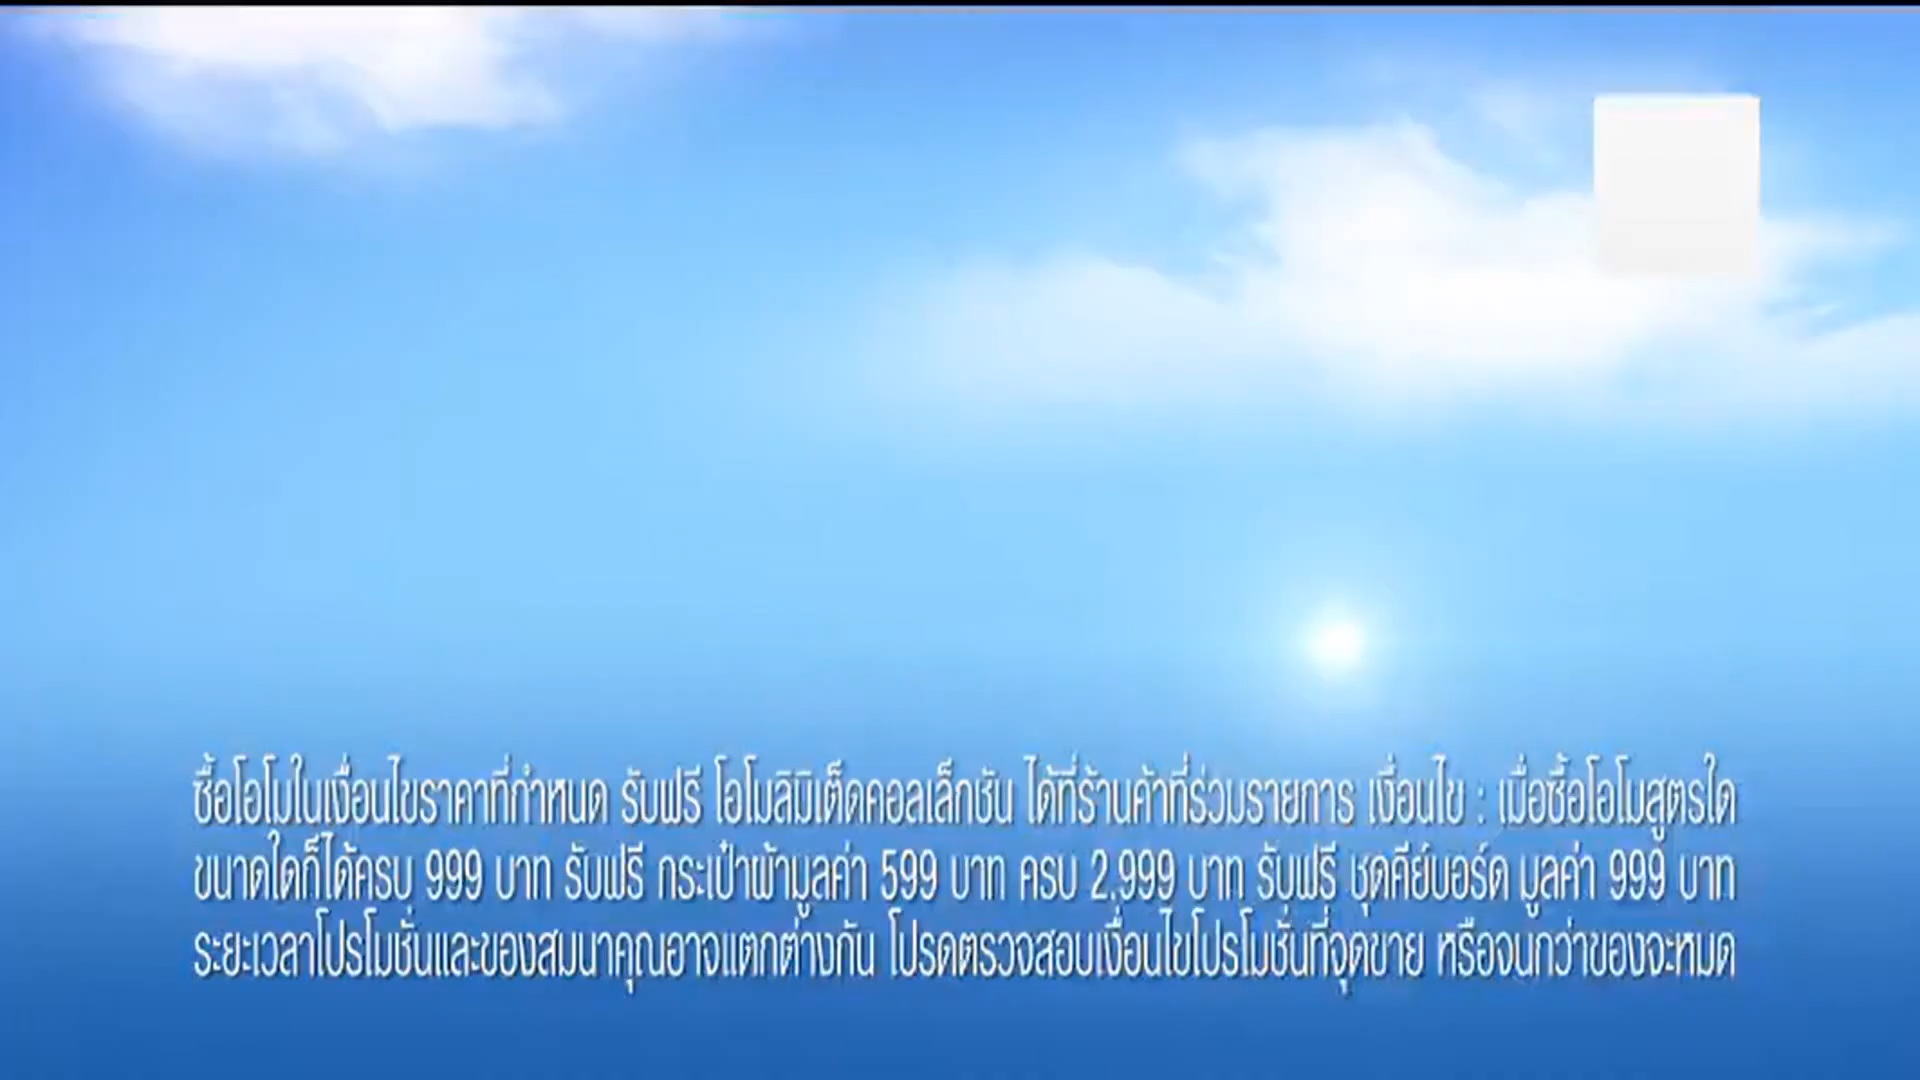 ซื้อโอโมในเงื่อนไขราคาที่กำหนด รับฟรี โอโมลิมิเต็ดคอลเล็กชัน ได้ที่ร้านค้าที่ร่วมรายการ เงื่อนไข : เมื่อซื้อโอโมสูตรใด
ขนาดใดก็ได้ครบ 999 บาท รับฟรี กระเป๋าผ้ามูลค่า 599 บาท ครบ 2,999 บาท รับฟรี ชุดคีย์บอร์ด มูลค่า 999 บาท
ระยะเวลาโปรโมชั่นและของสมนาคุณอาจแตกต่างกัน โปรดตรวจสอบเงื่อนไขโปรโมชั่นที่จุดขาย หรือจนกว่าของจะหมด